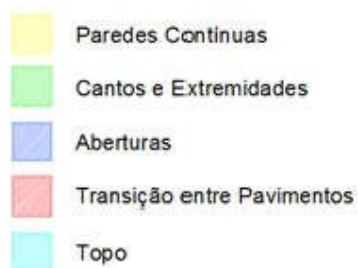 Paredes Contínuas
Cantos e Extremidades
Aberturas
Transição entre Pavimentos
Topo